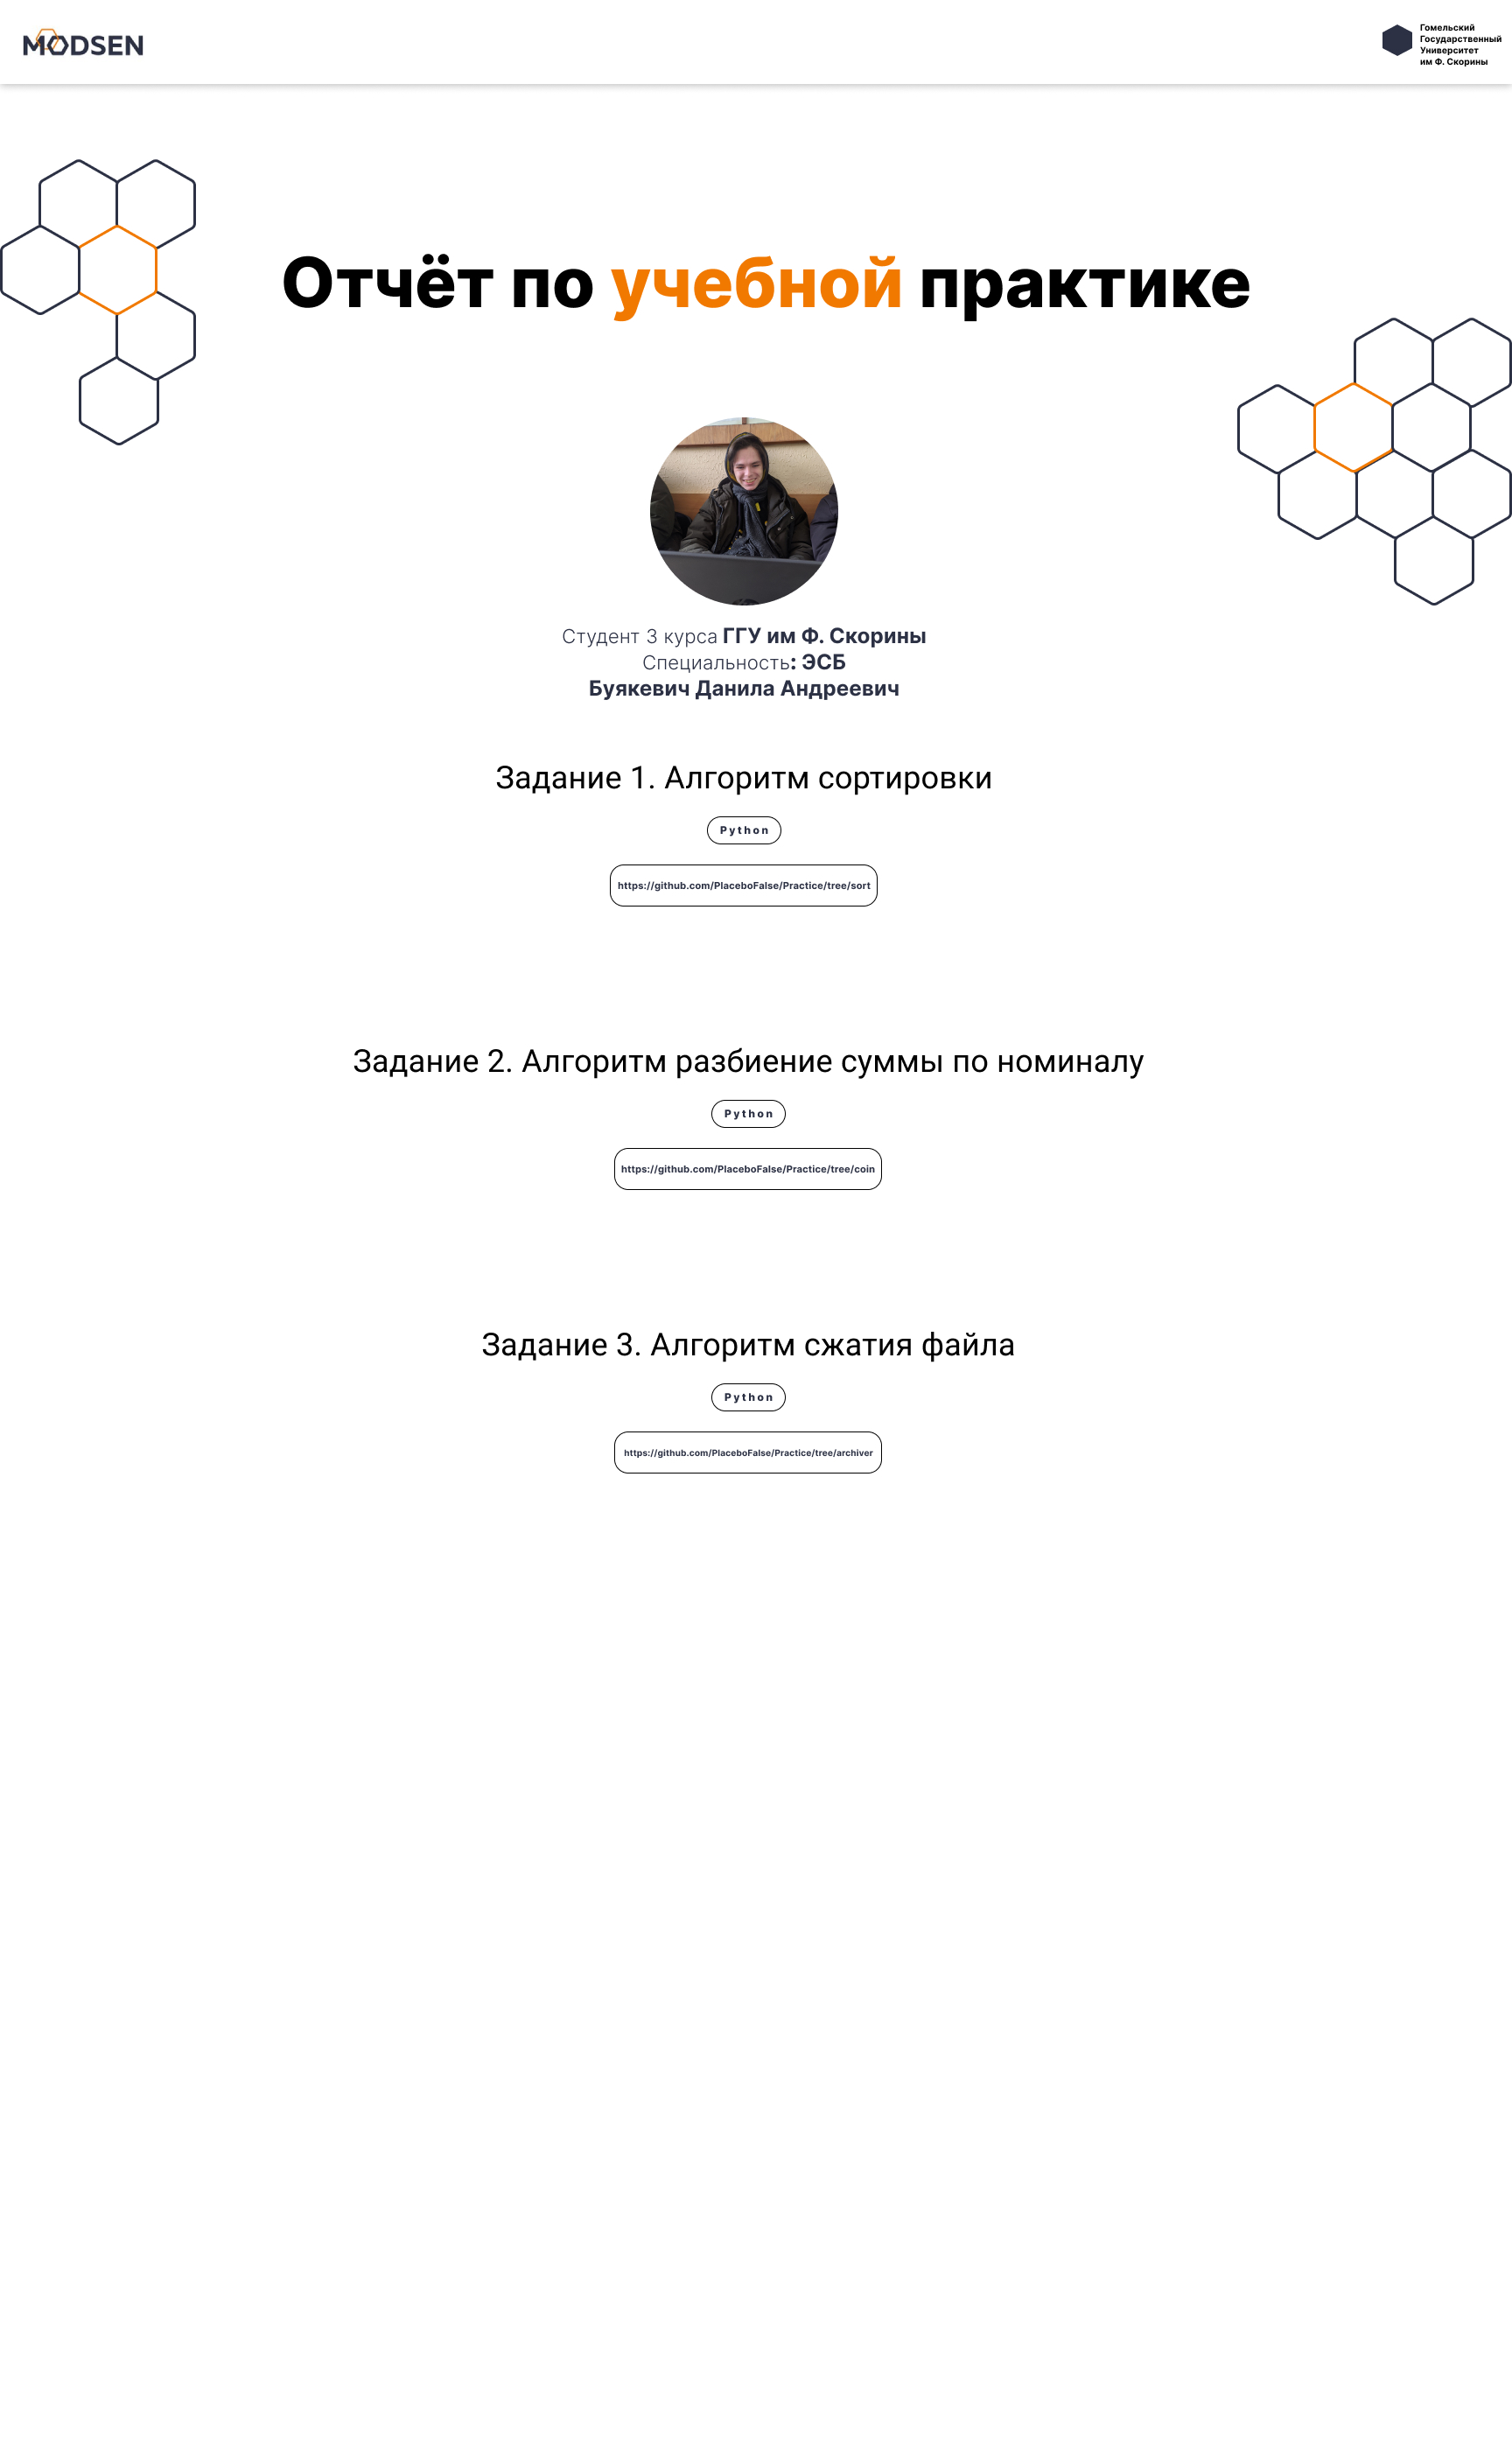 MODSEN
Гомельский
Государственный
Университет
им Ф. Скорины
Отчёт по учебной практике
Студент 3 курса ГГУ им Ф. Скорины
Специальность: ЭСБ
Буякевич Данила Андреевич
Задание 1. Алгоритм сортировки
Python
https://github.com/PlaceboFalse/Practice/tree/sort
Задание 2. Алгоритм разбиение суммы по номиналу
Python
https://github.com/PlaceboFalse/Practice/tree/coin
Задание 3. Алгоритм сжатия файла
Python
https://github.com/PlaceboFalse/Practice/tree/archiver